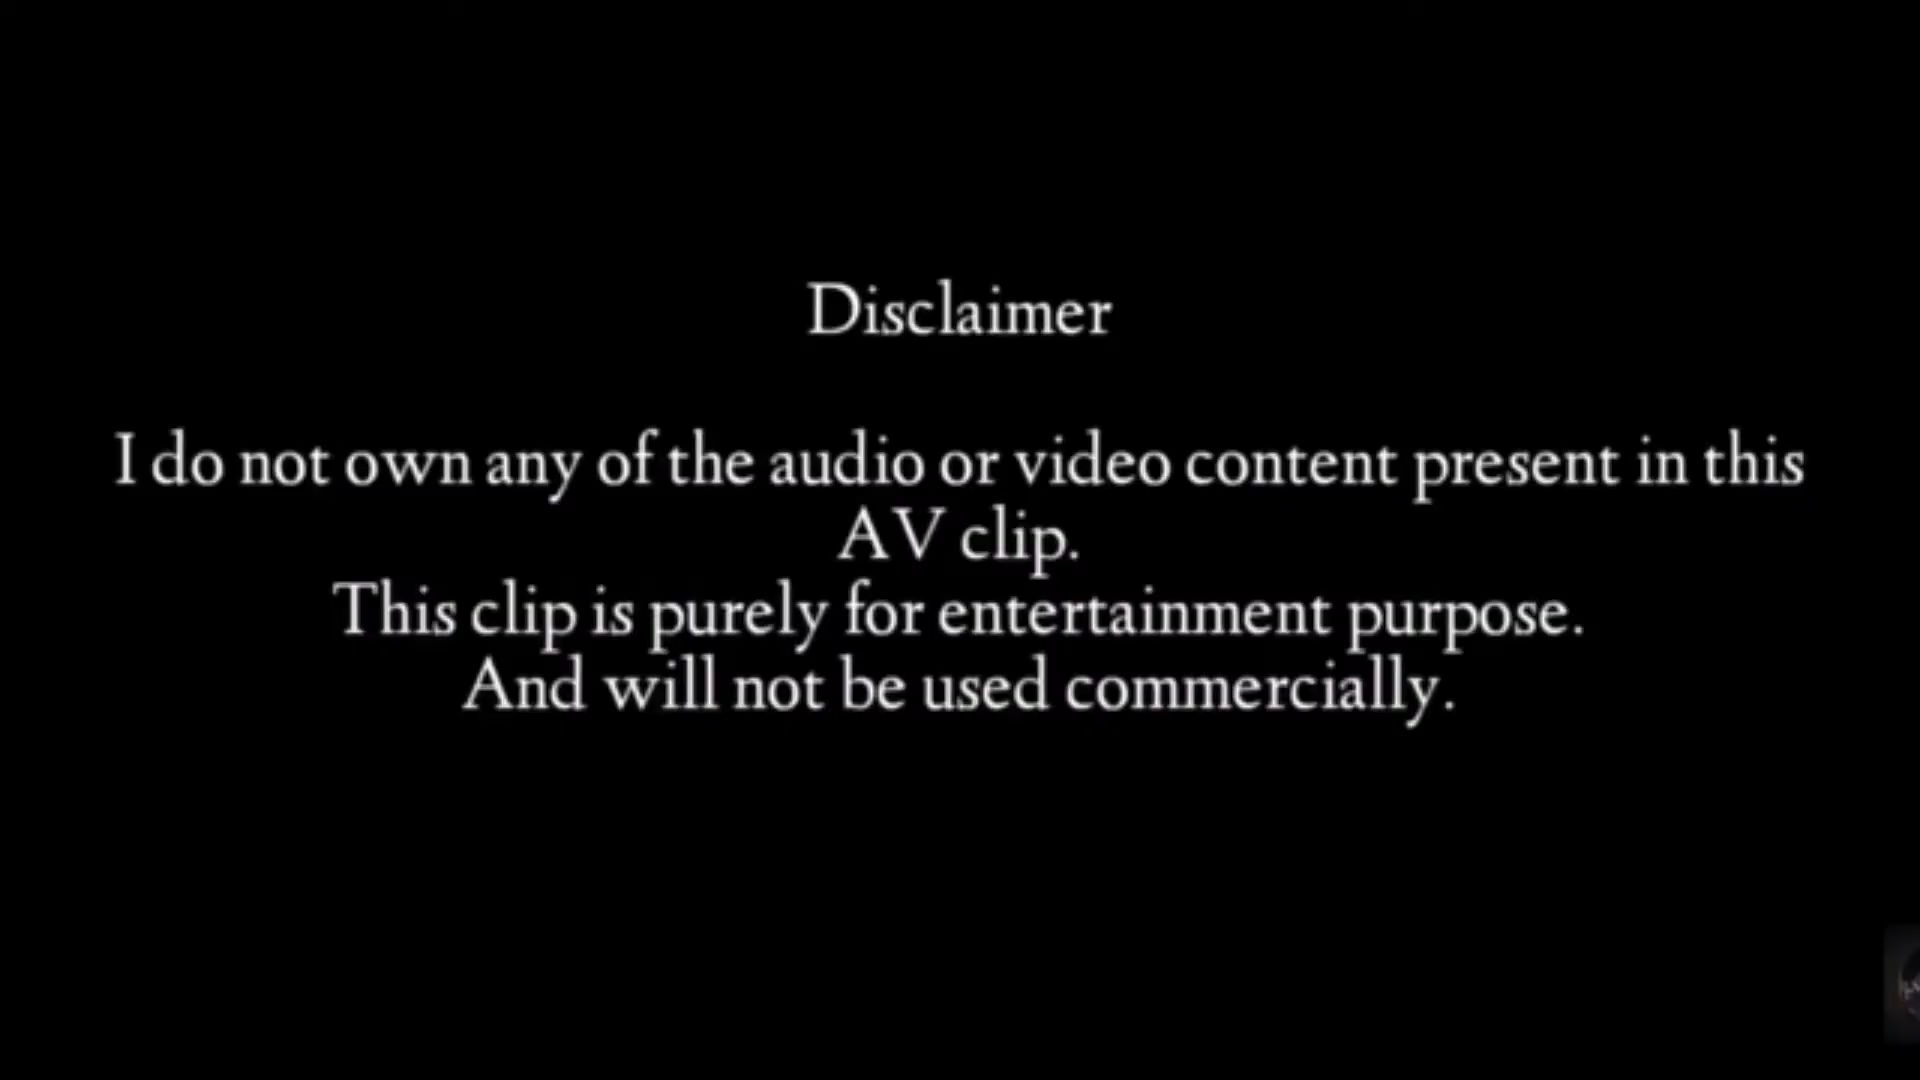 Disclaimer
I do not own any of the audio or video content present in this
AV clip.
This clip is purely for entertainment purpose.
And will not be used commercially.